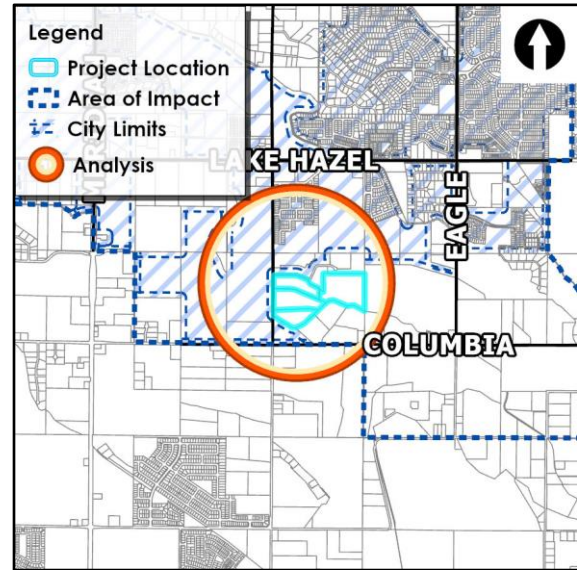 Legend
Project Location
Area of Impact
City Limits
Analysis
LAKE HAZEL
EAGLE
COLUMBIA